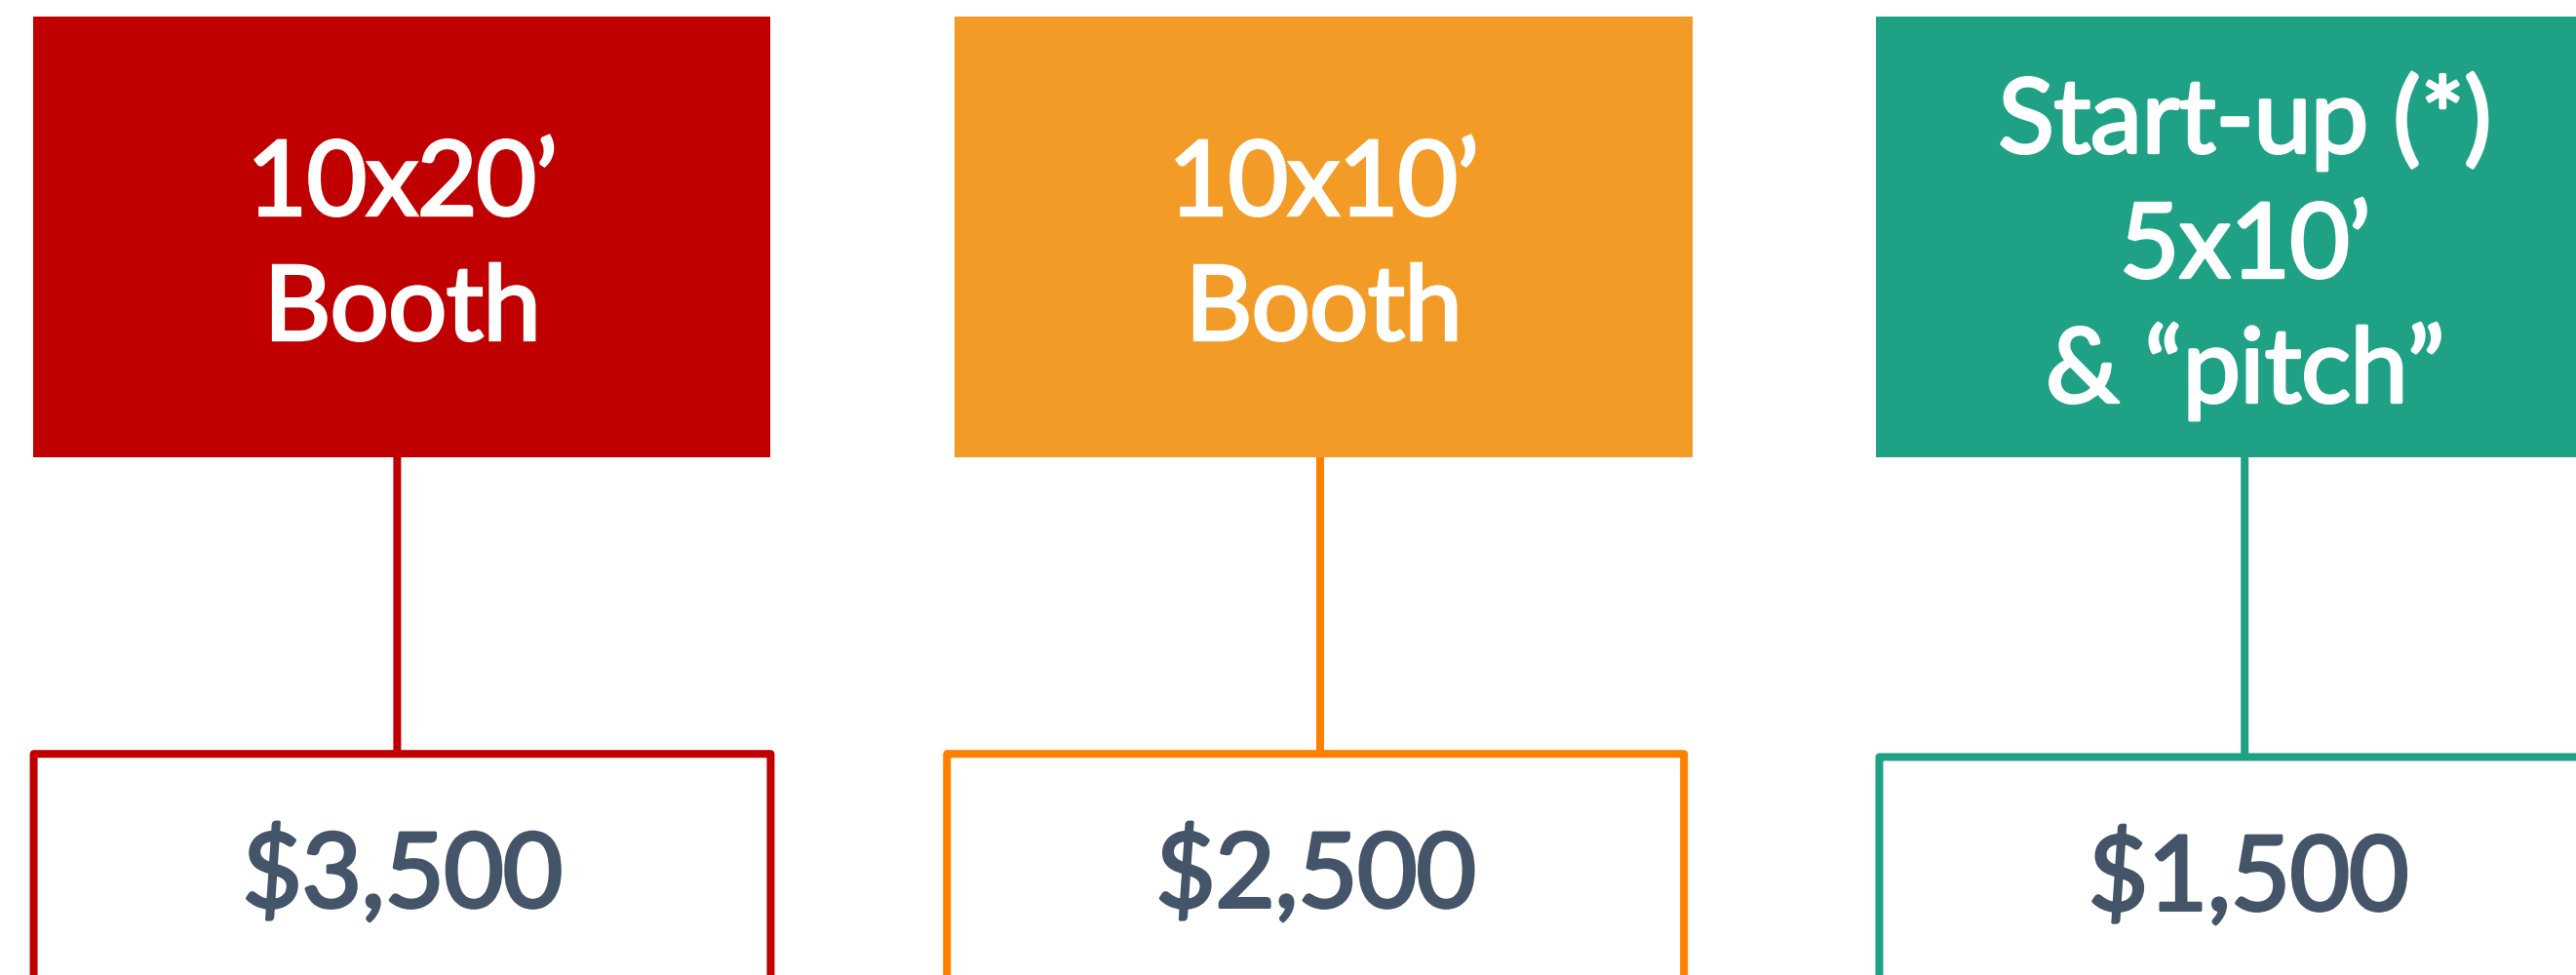 10x20’
Booth
10x10’
Booth
Start-up (*)
5x10’
& “pitch”
$3,500
$2,500
$1,500